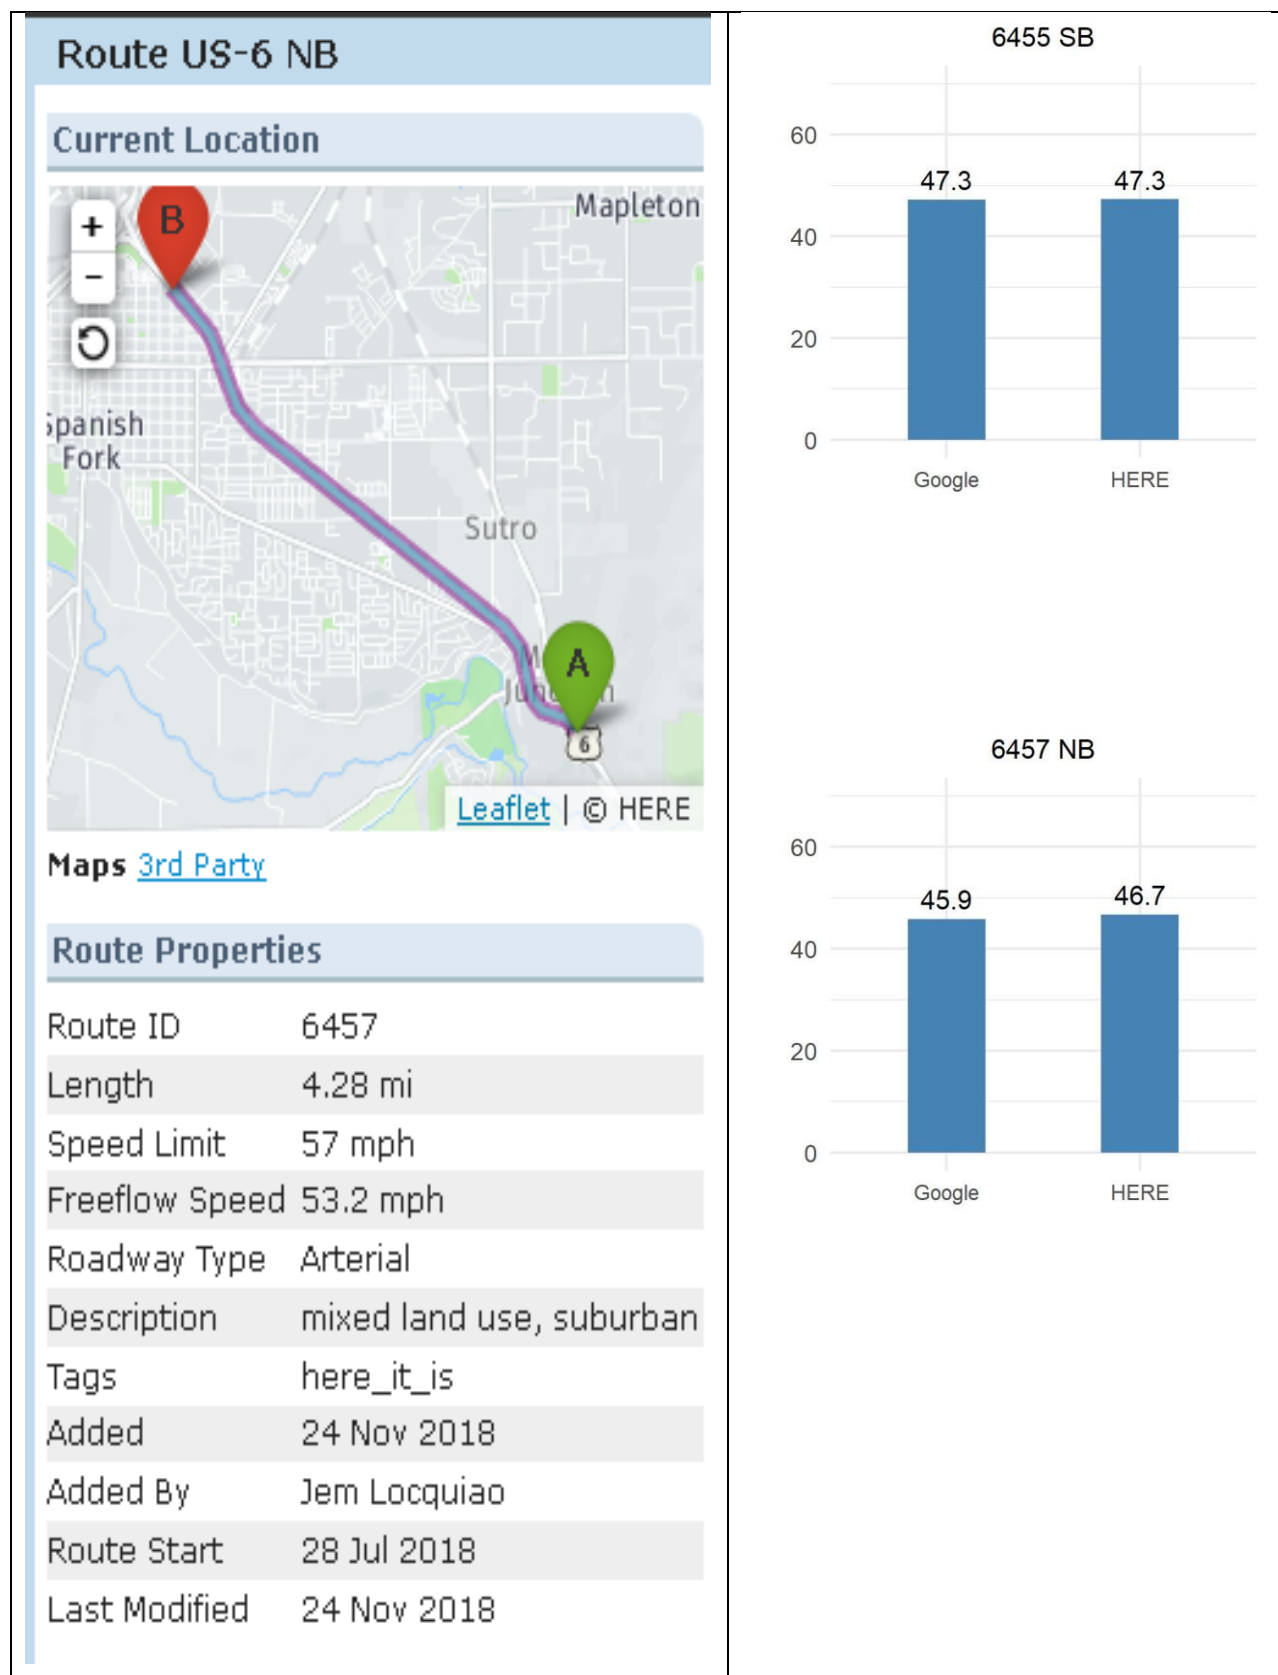 Route US-6 NB
Current Location
+
−
B
Mapleton
Spanish
Fork
Sutro
A
6
Leaflet | © HERE
Maps 3rd Party
Route Properties
Route ID 6457
Length 4.28 mi
Speed Limit 57 mph
Freeflow Speed 53.2 mph
Roadway Type Arterial
Description mixed land use, suburban
Tags here_it_is
Added 24 Nov 2018
Added By Jem Locquiao
Route Start 28 Jul 2018
Last Modified 24 Nov 2018
6455 SB
60
47.3 47.3
40
20
0
Google HERE
6457 NB
60
45.9 46.7
40
20
0
Google HERE